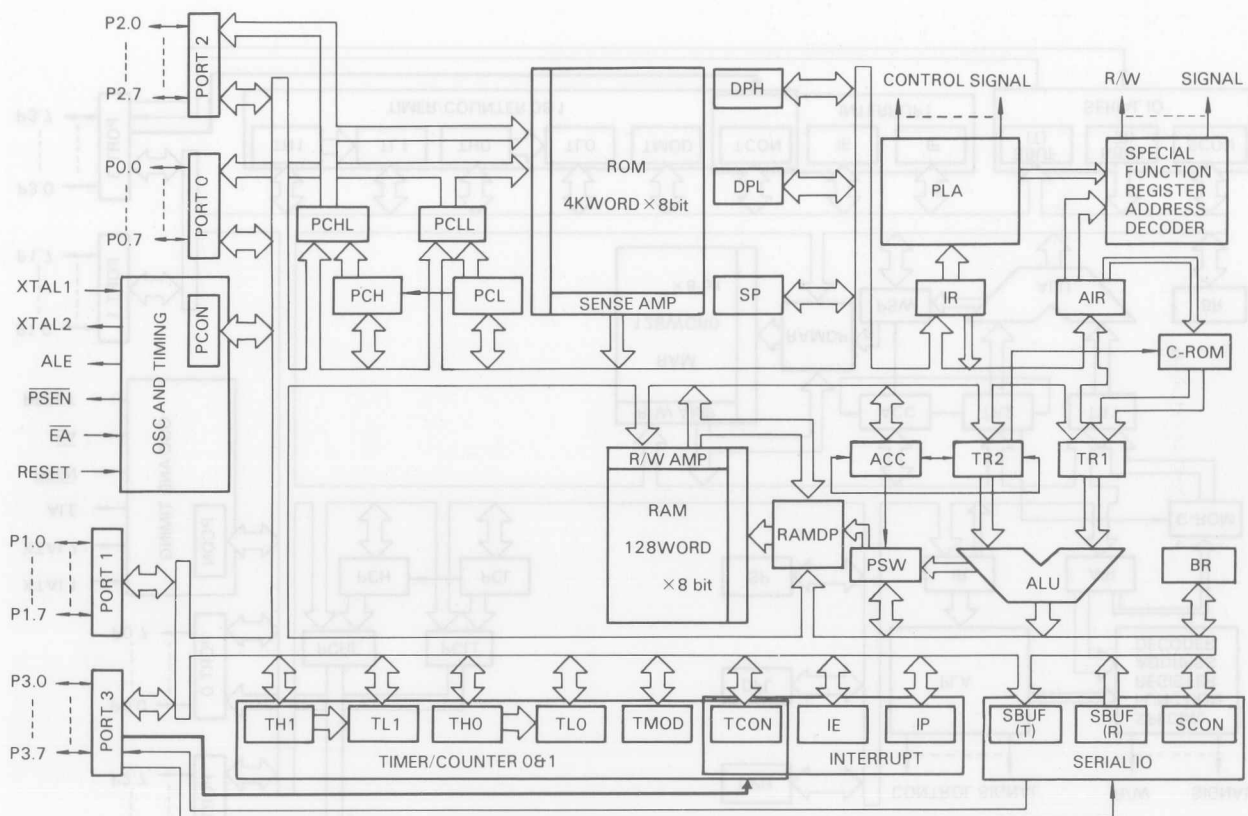 P2.0
P2.7
PORT 2
P0.0
P0.7
PORT 0
XTAL1
XTAL2
ALE
PSEN
EA
RESET
OSC AND TIMING
PCON
P1.0
P1.7
PORT 1
P3.0
P3.7
PORT 3
PCHL
PCLL
PCH
PCL
ROM
4KWORD × 8bit
SENSE AMP
DPH
DPL
SP
CONTROL SIGNAL
R/W
SIGNAL
PLA
SPECIAL
FUNCTION
REGISTER
ADDRESS
DECODER
IR
AIR
C-ROM
R/W AMP
RAM
128WORD
×8 bit
RAMDP
ACC
TR2
TR1
PSW
ALU
BR
TH1
TL1
TH0
TL0
TMOD
TCON
IE
IP
TIMER/COUNTER 0&1
INTERRUPT
SBUF
(T)
SBUF
(R)
SCON
SERIAL IO